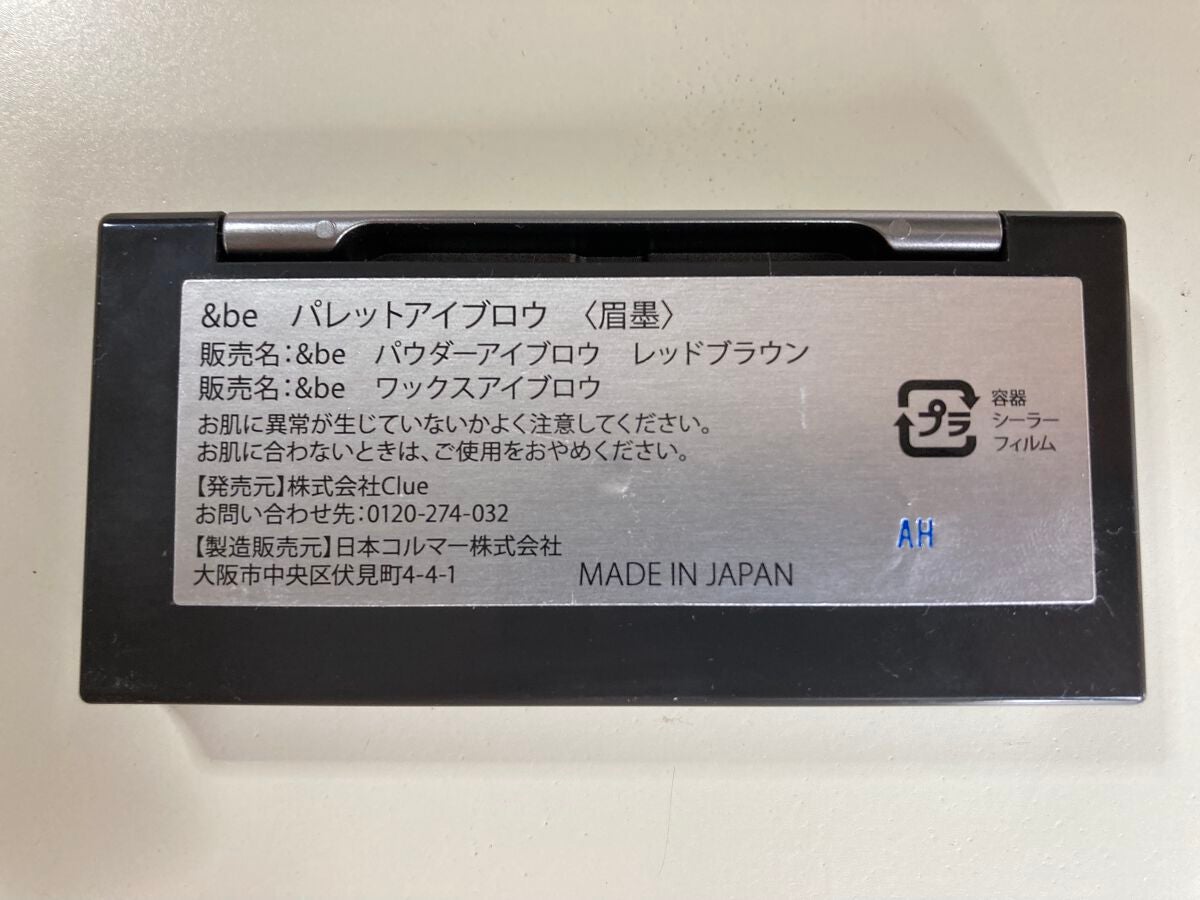 &be パレットアイブロウ 〈眉墨〉
販売名：&be パウダーアイブロウ レッドブラウン
販売名：&be ワックスアイブロウ
お肌に異常が生じていないかよく注意してください。
お肌に合わないときは、ご使用をおやめください。
【発売元】株式会社Clue
お問い合わせ先：0120-274-032
【製造販売元】日本コルマー株式会社
大阪市中央区伏見町4-4-1
MADE IN JAPAN
プラ
容器
シーラー
フィルム
AH